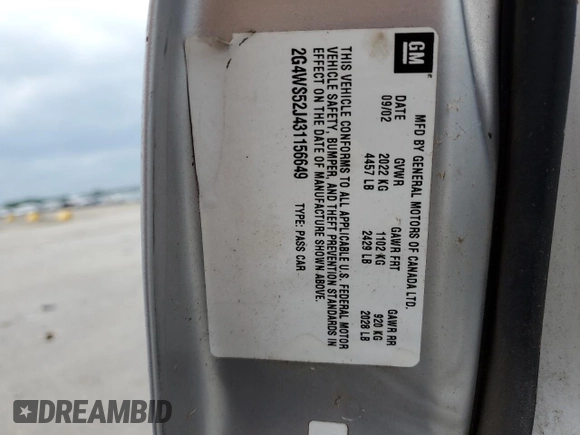 GM
MFD BY GENERAL MOTORS OF CANADA LTD.
DATE GVWR GAWR FRT GAWR RR
09/02 2022 KG 1102 KG 920 KG
4457 LB 2429 LB 2028 LB
THIS VEHICLE CONFORMS TO ALL APPLICABLE U.S. FEDERAL MOTOR
VEHICLE SAFETY, BUMPER, AND THEFT PREVENTION STANDARDS IN
EFFECT ON THE DATE OF MANUFACTURE SHOWN ABOVE.
2G4WS52J431156649 TYPE: PASS CAR
DREAMBID